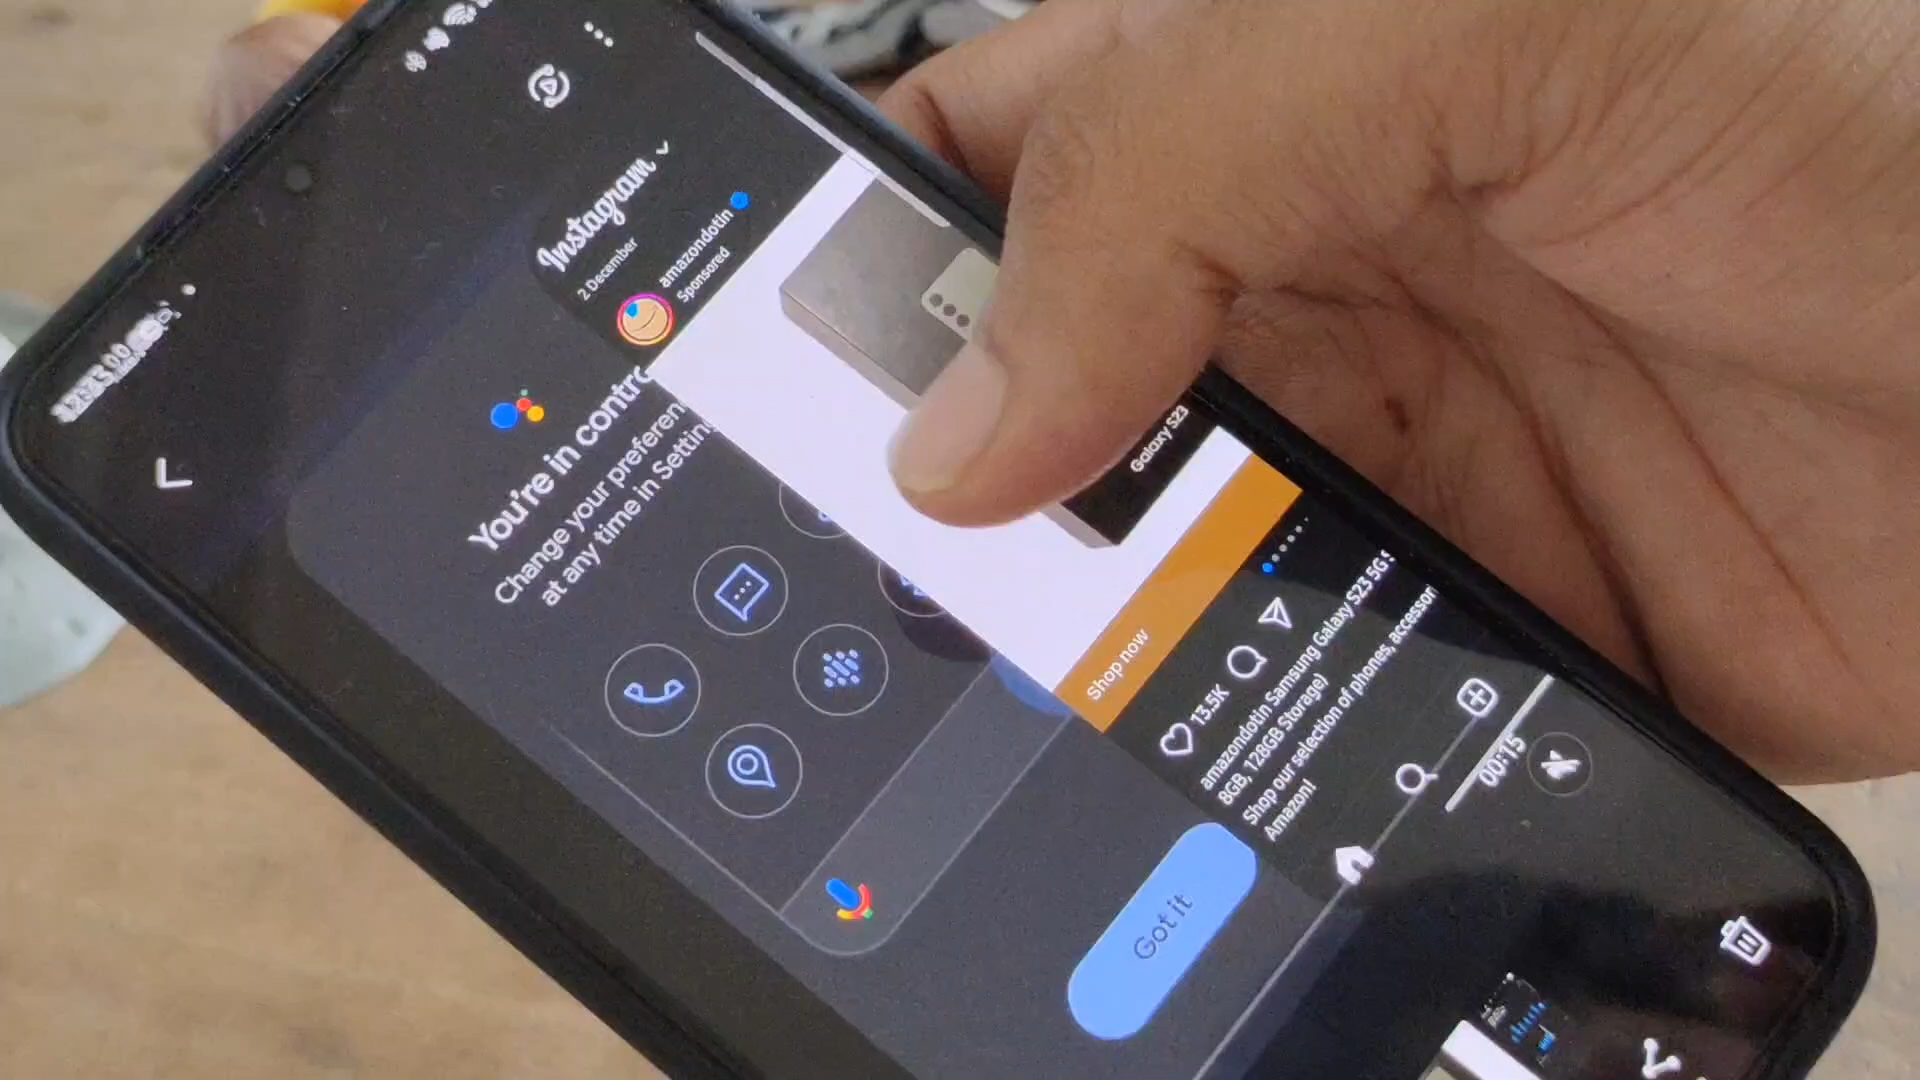 Instagram
2 December
amazondotin
Sponsored
You're in contro
Change your preferen
at any time in Settin
Galaxy S23
Shop now
13.5K
amazondotin Samsung Galaxy S23 5G
8GB, 128GB Storage)
Shop our selection of phones, accessor
Amazon!
00:15
Got it